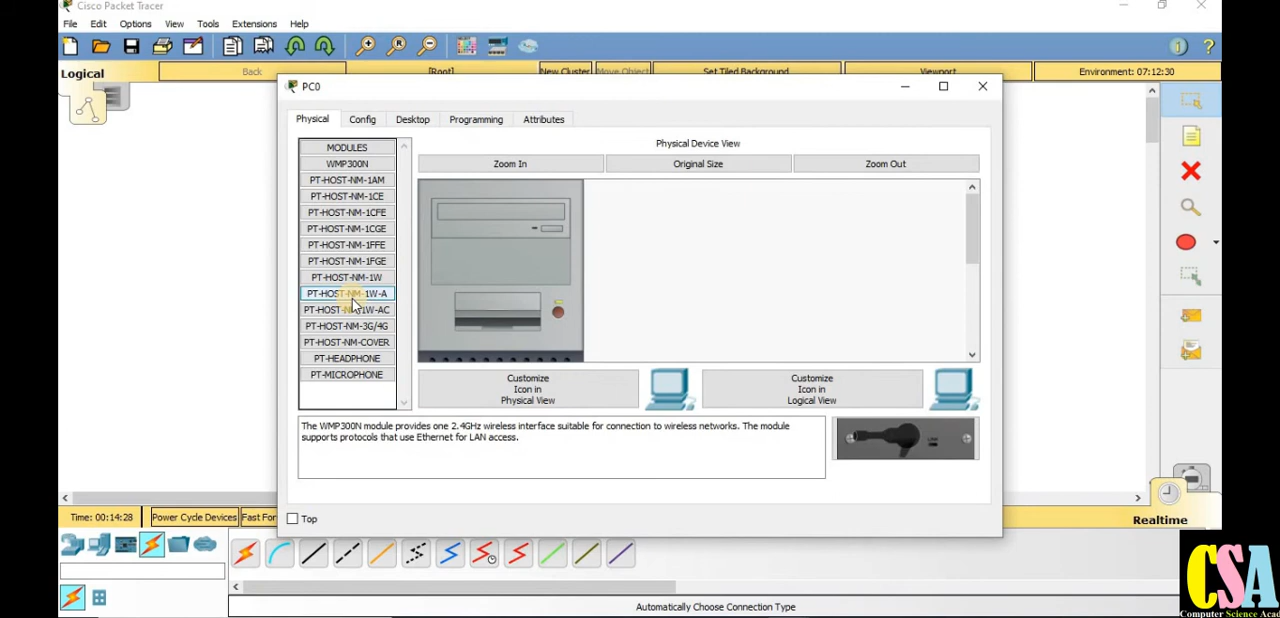 Cisco Packet Tracer
File Edit Options View Tools Extensions Help
Logical
Back
[Root]
New Cluster
Move Object
Set Tiled Background
Viewport
Environment: 07:12:30
PC0
Physical Config Desktop Programming Attributes
MODULES
WMP300N
PT-HOST-NM-1AM
PT-HOST-NM-1CE
PT-HOST-NM-1CFE
PT-HOST-NM-1CGE
PT-HOST-NM-1FFE
PT-HOST-NM-1FGE
PT-HOST-NM-1W
PT-HOST-NM-1W-A
PT-HOST-NM-1W-AC
PT-HOST-NM-3G/4G
PT-HOST-NM-COVER
PT-HEADPHONE
PT-MICROPHONE
Physical Device View
Zoom In
Original Size
Zoom Out
Customize
Icon in
Physical View
Customize
Icon in
Logical View
The WMP300N module provides one 2.4GHz wireless interface suitable for connection to wireless networks. The module
supports protocols that use Ethernet for LAN access.
Top
Time: 00:14:28
Power Cycle Devices
Fast For
Realtime
Automatically Choose Connection Type
CSA
Computer Science Acad